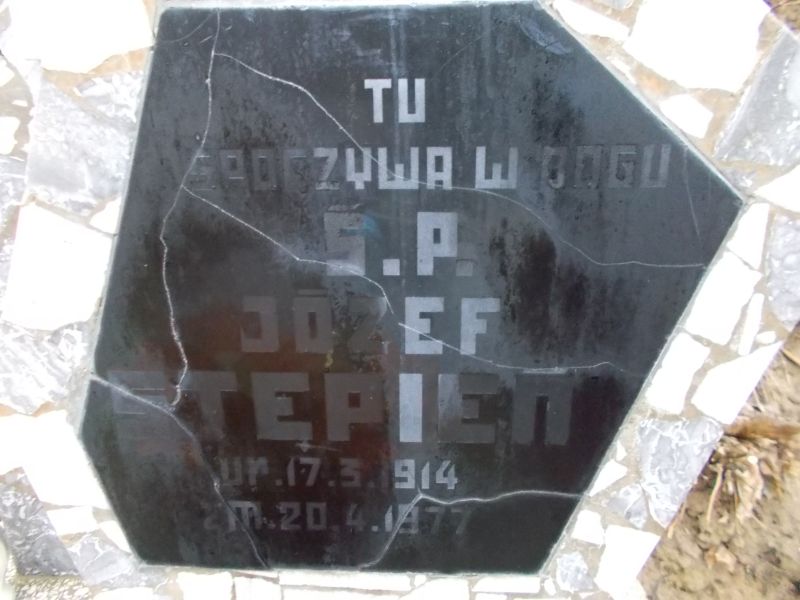 TU
SPOCZYWA W BOGU
Ś.P.
JÓZEF
STĘPIEŃ
ur.17.3.1914
zm.20.4.1977